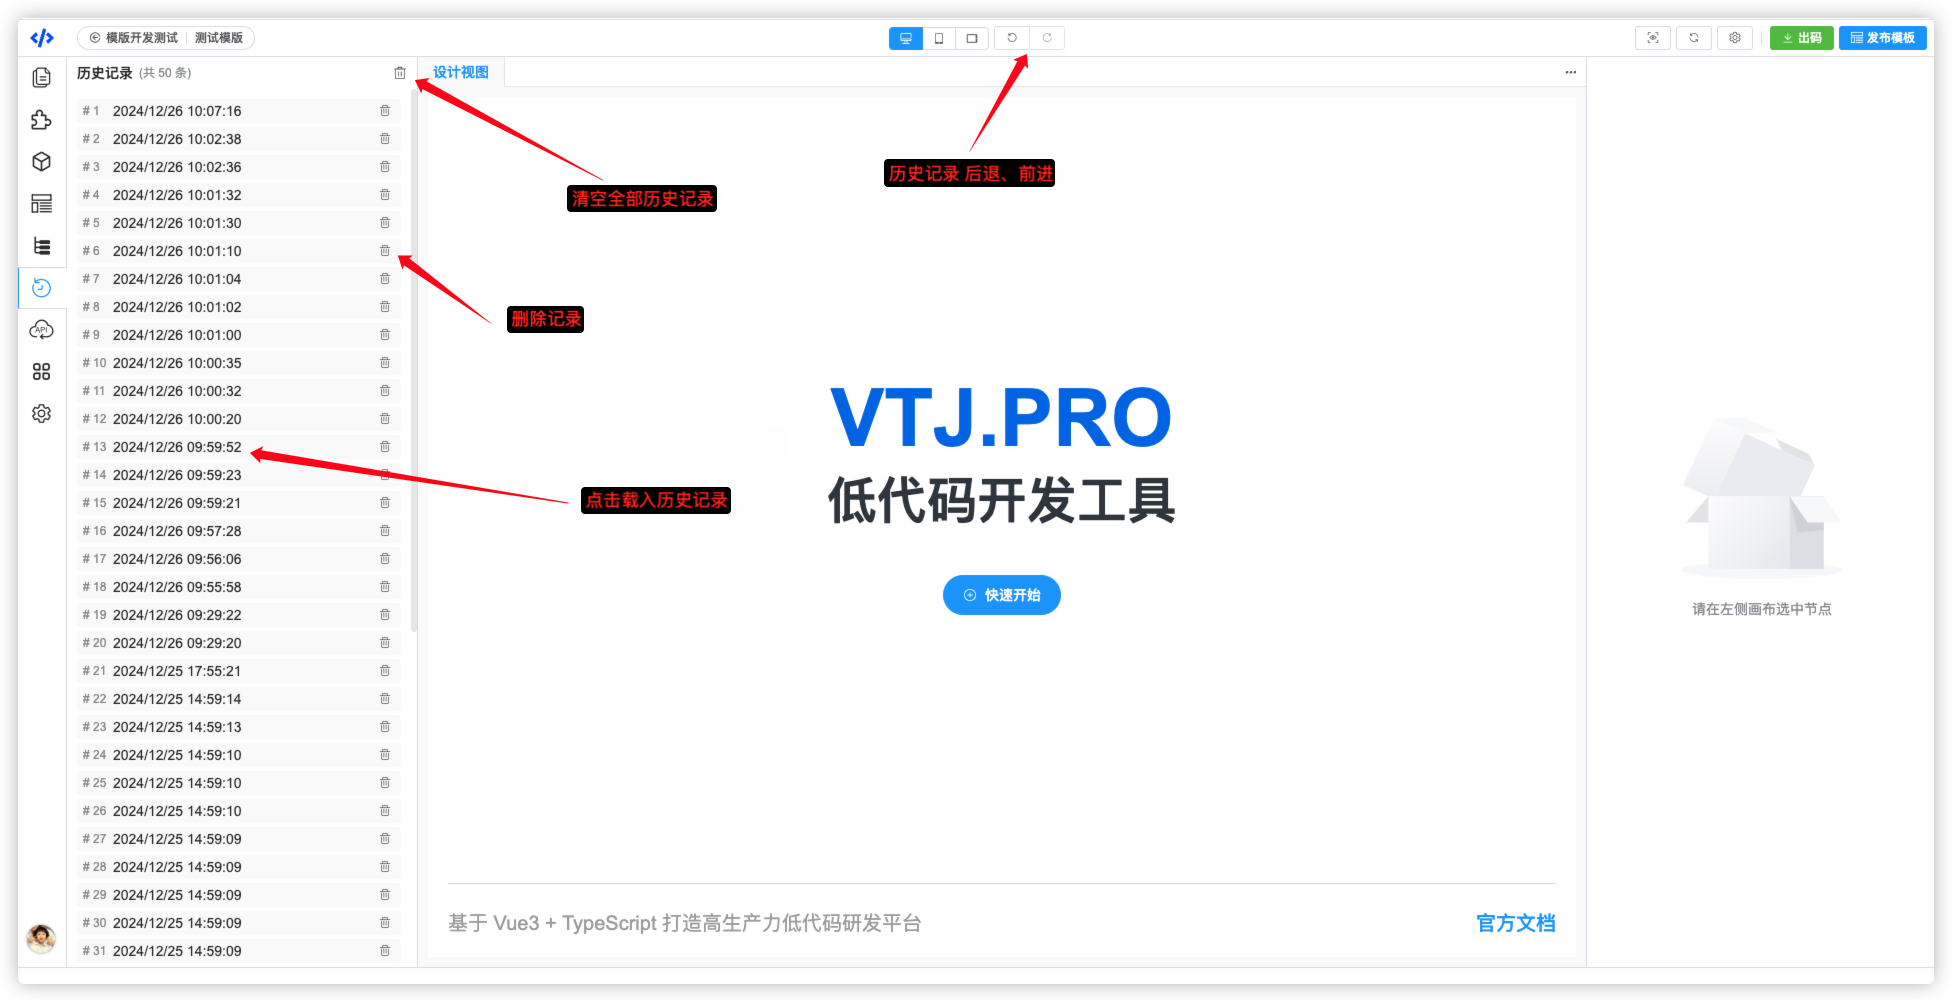 模版开发测试 测试模版
出码 发布模板
历史记录 (共 50 条)
设计视图
# 1 2024/12/26 10:07:16
# 2 2024/12/26 10:02:38
# 3 2024/12/26 10:02:36
# 4 2024/12/26 10:01:32
# 5 2024/12/26 10:01:30
# 6 2024/12/26 10:01:10
# 7 2024/12/26 10:01:04
# 8 2024/12/26 10:01:02
# 9 2024/12/26 10:01:00
# 10 2024/12/26 10:00:35
# 11 2024/12/26 10:00:32
# 12 2024/12/26 10:00:20
# 13 2024/12/26 09:59:52
# 14 2024/12/26 09:59:23
# 15 2024/12/26 09:59:21
# 16 2024/12/26 09:57:28
# 17 2024/12/26 09:56:06
# 18 2024/12/26 09:55:58
# 19 2024/12/26 09:29:22
# 20 2024/12/26 09:29:20
# 21 2024/12/25 17:55:21
# 22 2024/12/25 14:59:14
# 23 2024/12/25 14:59:13
# 24 2024/12/25 14:59:10
# 25 2024/12/25 14:59:10
# 26 2024/12/25 14:59:10
# 27 2024/12/25 14:59:09
# 28 2024/12/25 14:59:09
# 29 2024/12/25 14:59:09
# 30 2024/12/25 14:59:09
# 31 2024/12/25 14:59:09
API
历史记录 后退、前进
清空全部历史记录
删除记录
点击载入历史记录
VTJ.PRO
低代码开发工具
快速开始
请在左侧画布选中节点
基于 Vue3 + TypeScript 打造高生产力低代码研发平台
官方文档